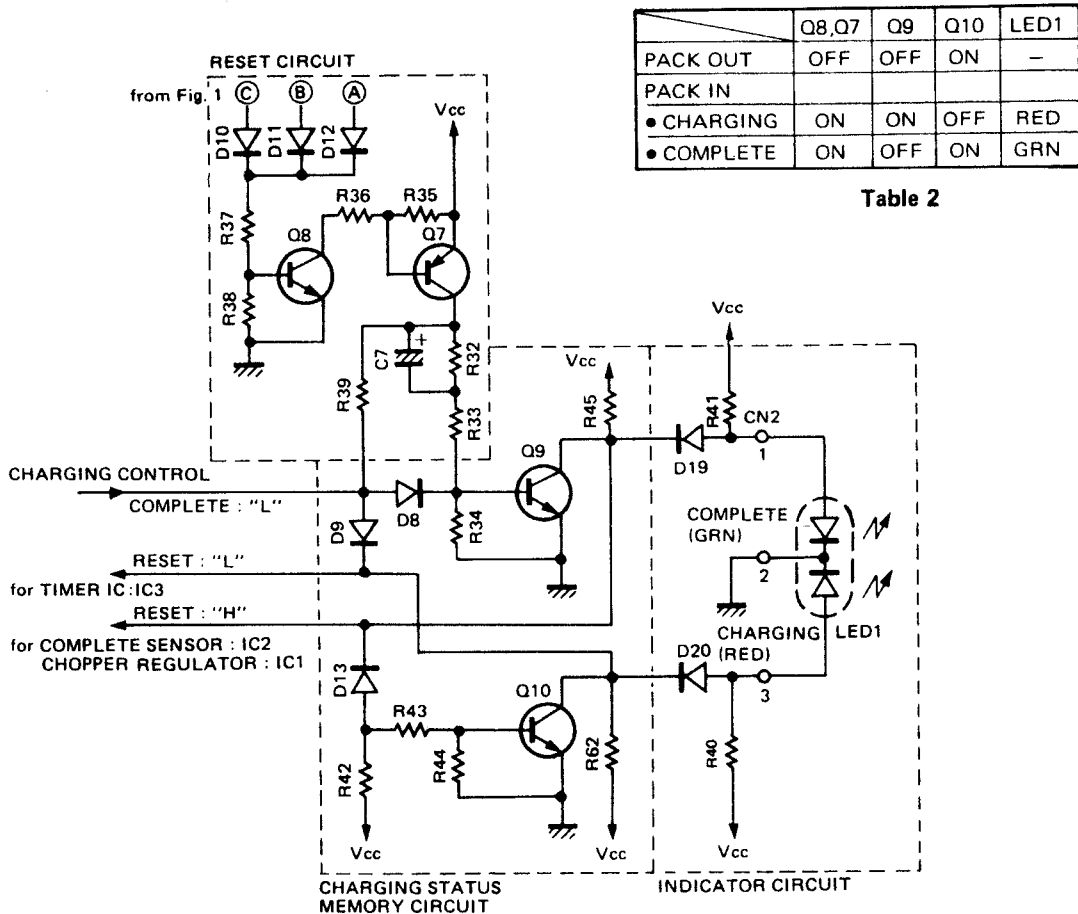 Q8,Q7 Q9 Q10 LED1
PACK OUT OFF OFF ON –
PACK IN
● CHARGING ON ON OFF RED
● COMPLETE ON OFF ON GRN
Table 2
RESET CIRCUIT
from Fig. 1 C B A
Vcc
D10 D11 D12
R36 R35
R37
Q8 Q7
R38
C7 +
R32
R39
R33
Vcc
Vcc
R45
R41
CN2
1
D19
Q9
CHARGING CONTROL
COMPLETE : "L"
D8
R34
D9
COMPLETE
(GRN)
2
RESET : "L"
for TIMER IC : IC3
RESET : "H"
for COMPLETE SENSOR : IC2
CHOPPER REGULATOR : IC1
CHARGING
(RED)
LED1
D20
3
D13
Q10
R43
R44
R42
R62
R40
Vcc
Vcc
Vcc
CHARGING STATUS
MEMORY CIRCUIT
INDICATOR CIRCUIT